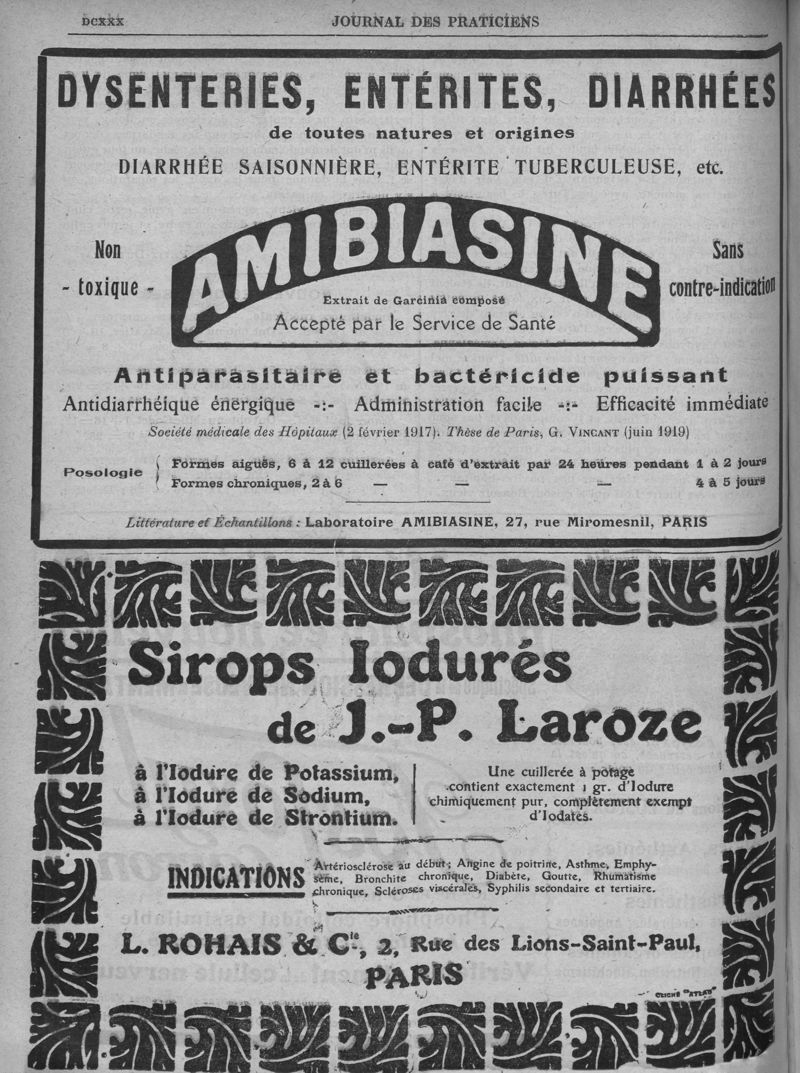 DCXXX
JOURNAL DES PRATICIENS
DYSENTERIES, ENTÉRITES, DIARRHÉES
de toutes natures et origines
DIARRHÉE SAISONNIÈRE, ENTÉRITE TUBERCULEUSE, etc.
Non
- toxique -
AMIBIASINE
Extrait de Garcinia composé
Accepté par le Service de Santé
Sans
contre-indication
Antiparasitaire et bactéricide puissant
Antidiarrhéique énergique -:- Administration facile -:- Efficacité immédiate
Société médicale des Hôpitaux (2 février 1917). Thèse de Paris, G. VINCANT (juin 1919)
Posologie
Formes aiguës, 6 à 12 cuillerées à café d'extrait par 24 heures pendant 1 à 2 jours
Formes chroniques, 2 à 6 — — — 4 à 5 jours
Littérature et Échantillons : Laboratoire AMIBIASINE, 27, rue Miromesnil, PARIS
Sirops Iodurés
de J.-P. Laroze
à l'Iodure de Potassium,
à l'Iodure de Sodium,
à l'Iodure de Strontium.
Une cuillerée à potage
contient exactement 1 gr. d'Iodure
chimiquement pur, complètement exempt
d'Iodates.
INDICATIONS
Artériosclérose au début; Angine de poitrine, Asthme, Emphy-
sème, Bronchite chronique, Diabète, Goutte, Rhumatisme
chronique, Scléroses viscérales, Syphilis secondaire et tertiaire.
L. ROHAIS & Cie, 2, Rue des Lions-Saint-Paul,
PARIS
CLICHÉ "ATLAS"